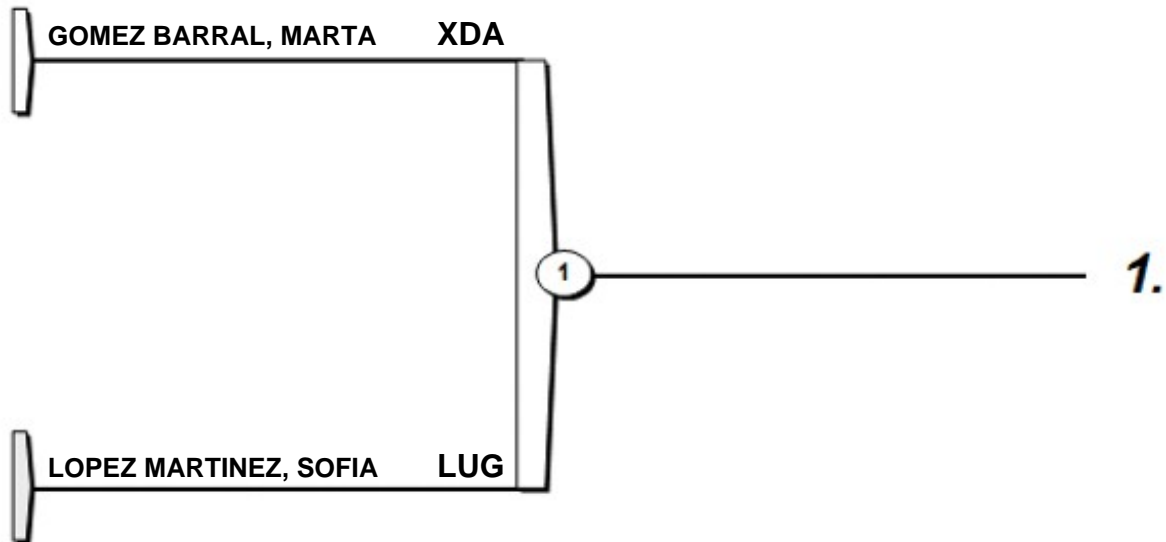 GOMEZ BARRAL, MARTA XDA
1
1.
LOPEZ MARTINEZ, SOFIA LUG